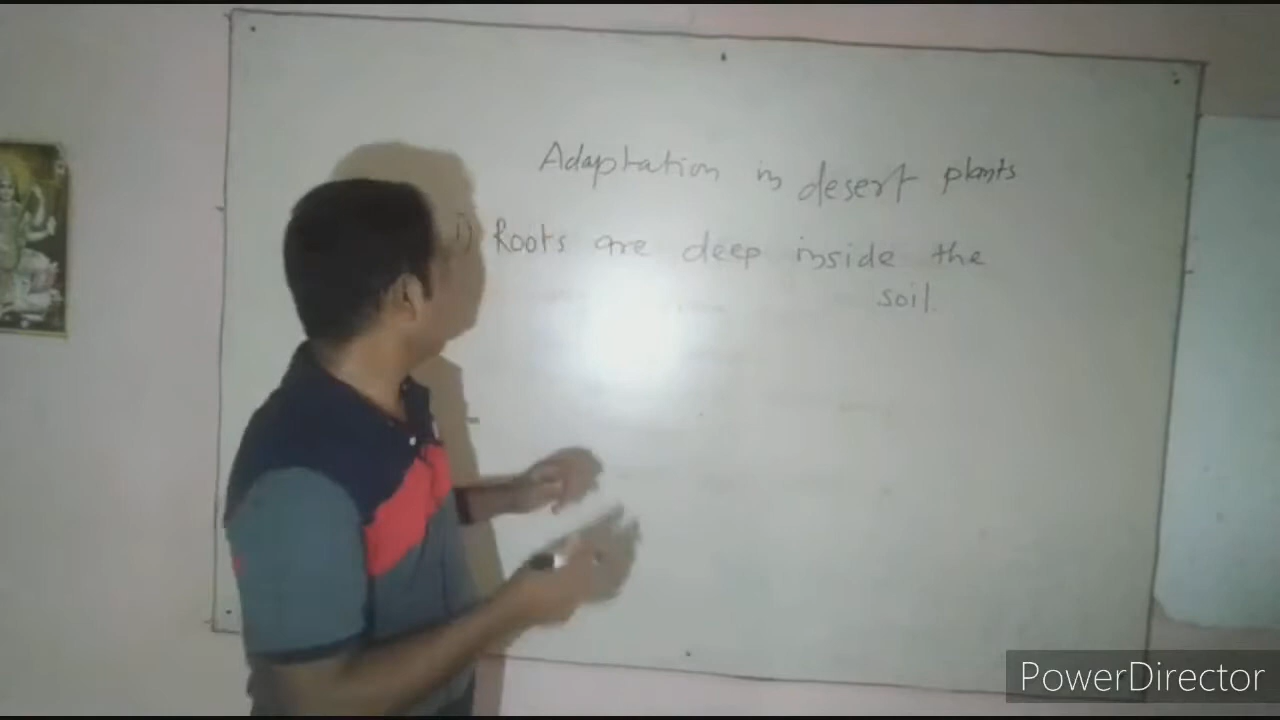 Adaptation in desert plants
i) Roots are deep inside the
soil.
PowerDirector